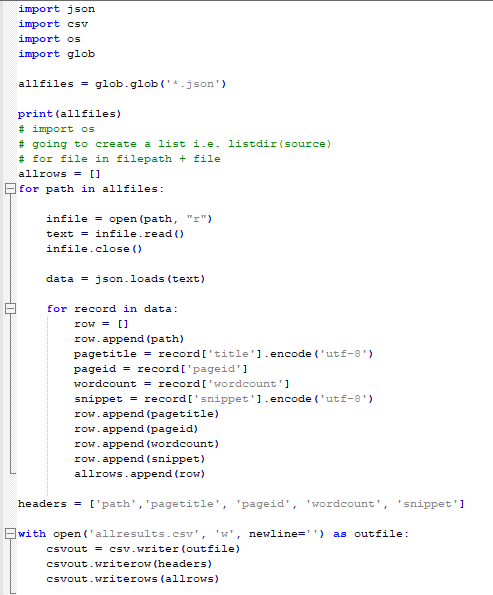 import json
import csv
import os
import glob
allfiles = glob.glob('*.json')
print(allfiles)
# import os
# going to create a list i.e. listdir(source)
# for file in filepath + file
allrows = []
for path in allfiles:
infile = open(path, "r")
text = infile.read()
infile.close()
data = json.loads(text)
for record in data:
row = []
row.append(path)
pagetitle = record['title'].encode('utf-8')
pageid = record['pageid']
wordcount = record['wordcount']
snippet = record['snippet'].encode('utf-8')
row.append(pagetitle)
row.append(pageid)
row.append(wordcount)
row.append(snippet)
allrows.append(row)
headers = ['path','pagetitle', 'pageid', 'wordcount', 'snippet']
with open('allresults.csv', 'w', newline='') as outfile:
csvout = csv.writer(outfile)
csvout.writerow(headers)
csvout.writerows(allrows)